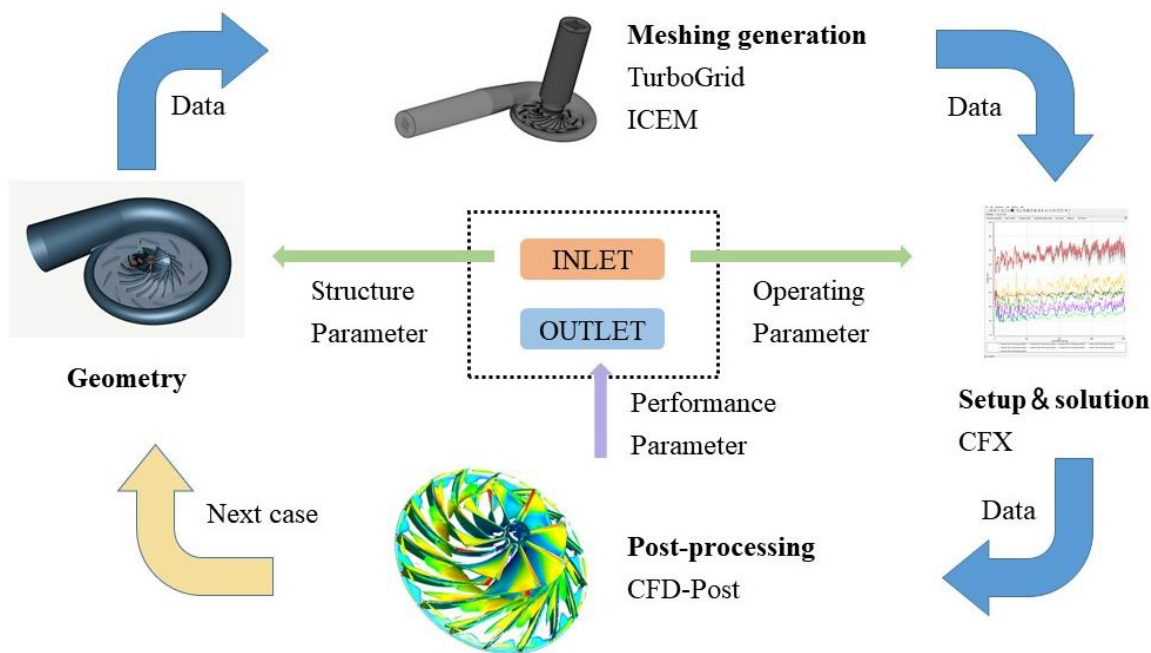 Meshing generation
TurboGrid
ICEM
Data
Data
INLET
OUTLET
Structure
Parameter
Operating
Parameter
Geometry
Performance
Parameter
Setup & solution
CFX
Next case
Data
Post-processing
CFD-Post